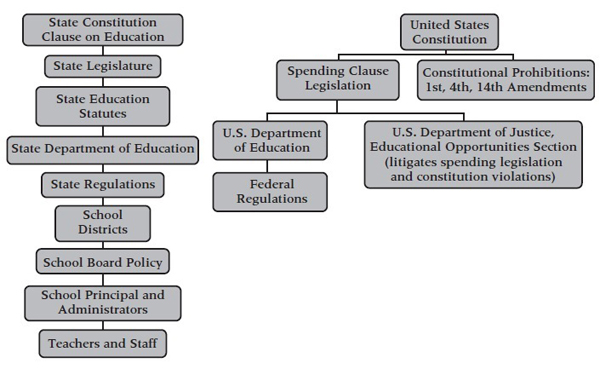 State Constitution
Clause on Education
State Legislature
State Education
Statutes
State Department of Education
State Regulations
School
Districts
School Board Policy
School Principal and
Administrators
Teachers and Staff
United States
Constitution
Spending Clause
Legislation
Constitutional Prohibitions:
1st, 4th, 14th Amendments
U.S. Department
of Education
U.S. Department of Justice,
Educational Opportunities Section
(litigates spending legislation
and constitution violations)
Federal
Regulations